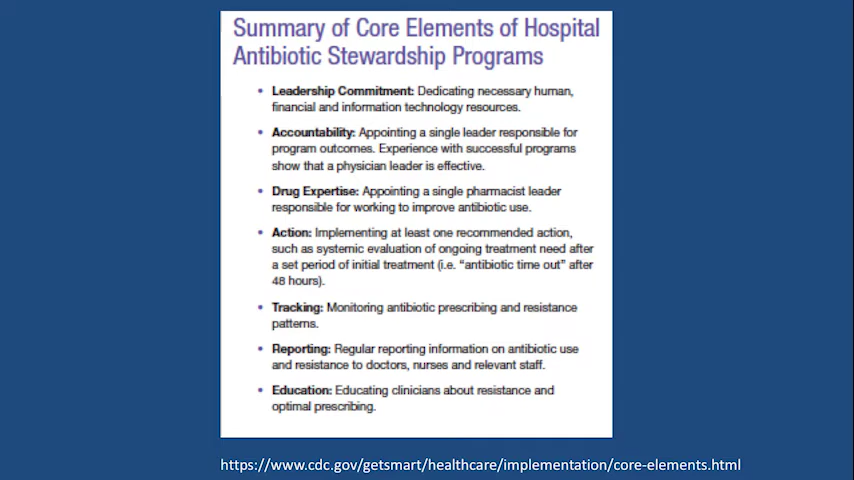 Summary of Core Elements of Hospital
Antibiotic Stewardship Programs
• Leadership Commitment: Dedicating necessary human,
financial and information technology resources.
• Accountability: Appointing a single leader responsible for
program outcomes. Experience with successful programs
show that a physician leader is effective.
• Drug Expertise: Appointing a single pharmacist leader
responsible for working to improve antibiotic use.
• Action: Implementing at least one recommended action,
such as systemic evaluation of ongoing treatment need after
a set period of initial treatment (i.e. “antibiotic time out” after
48 hours).
• Tracking: Monitoring antibiotic prescribing and resistance
patterns.
• Reporting: Regular reporting information on antibiotic use
and resistance to doctors, nurses and relevant staff.
• Education: Educating clinicians about resistance and
optimal prescribing.
https://www.cdc.gov/getsmart/healthcare/implementation/core-elements.html